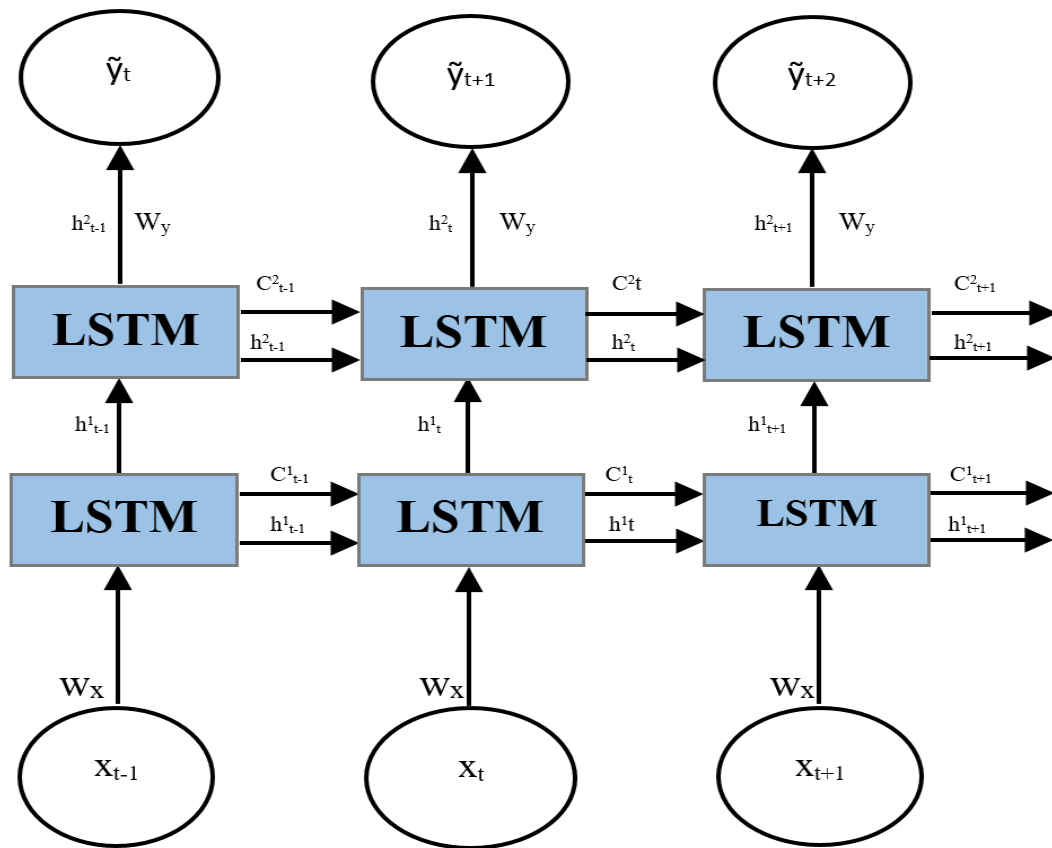 ỹt ỹt+1 ỹt+2
h²t-1 Wy h²t Wy h²t+1 Wy
C²t-1 C²t C²t+1
LSTM LSTM LSTM
h²t-1 h²t h²t+1
h¹t-1 h¹t h¹t+1
C¹t-1 C¹t C¹t+1
LSTM LSTM LSTM
h¹t-1 h¹t h¹t+1
Wx Wx Wx
xt-1 xt xt+1